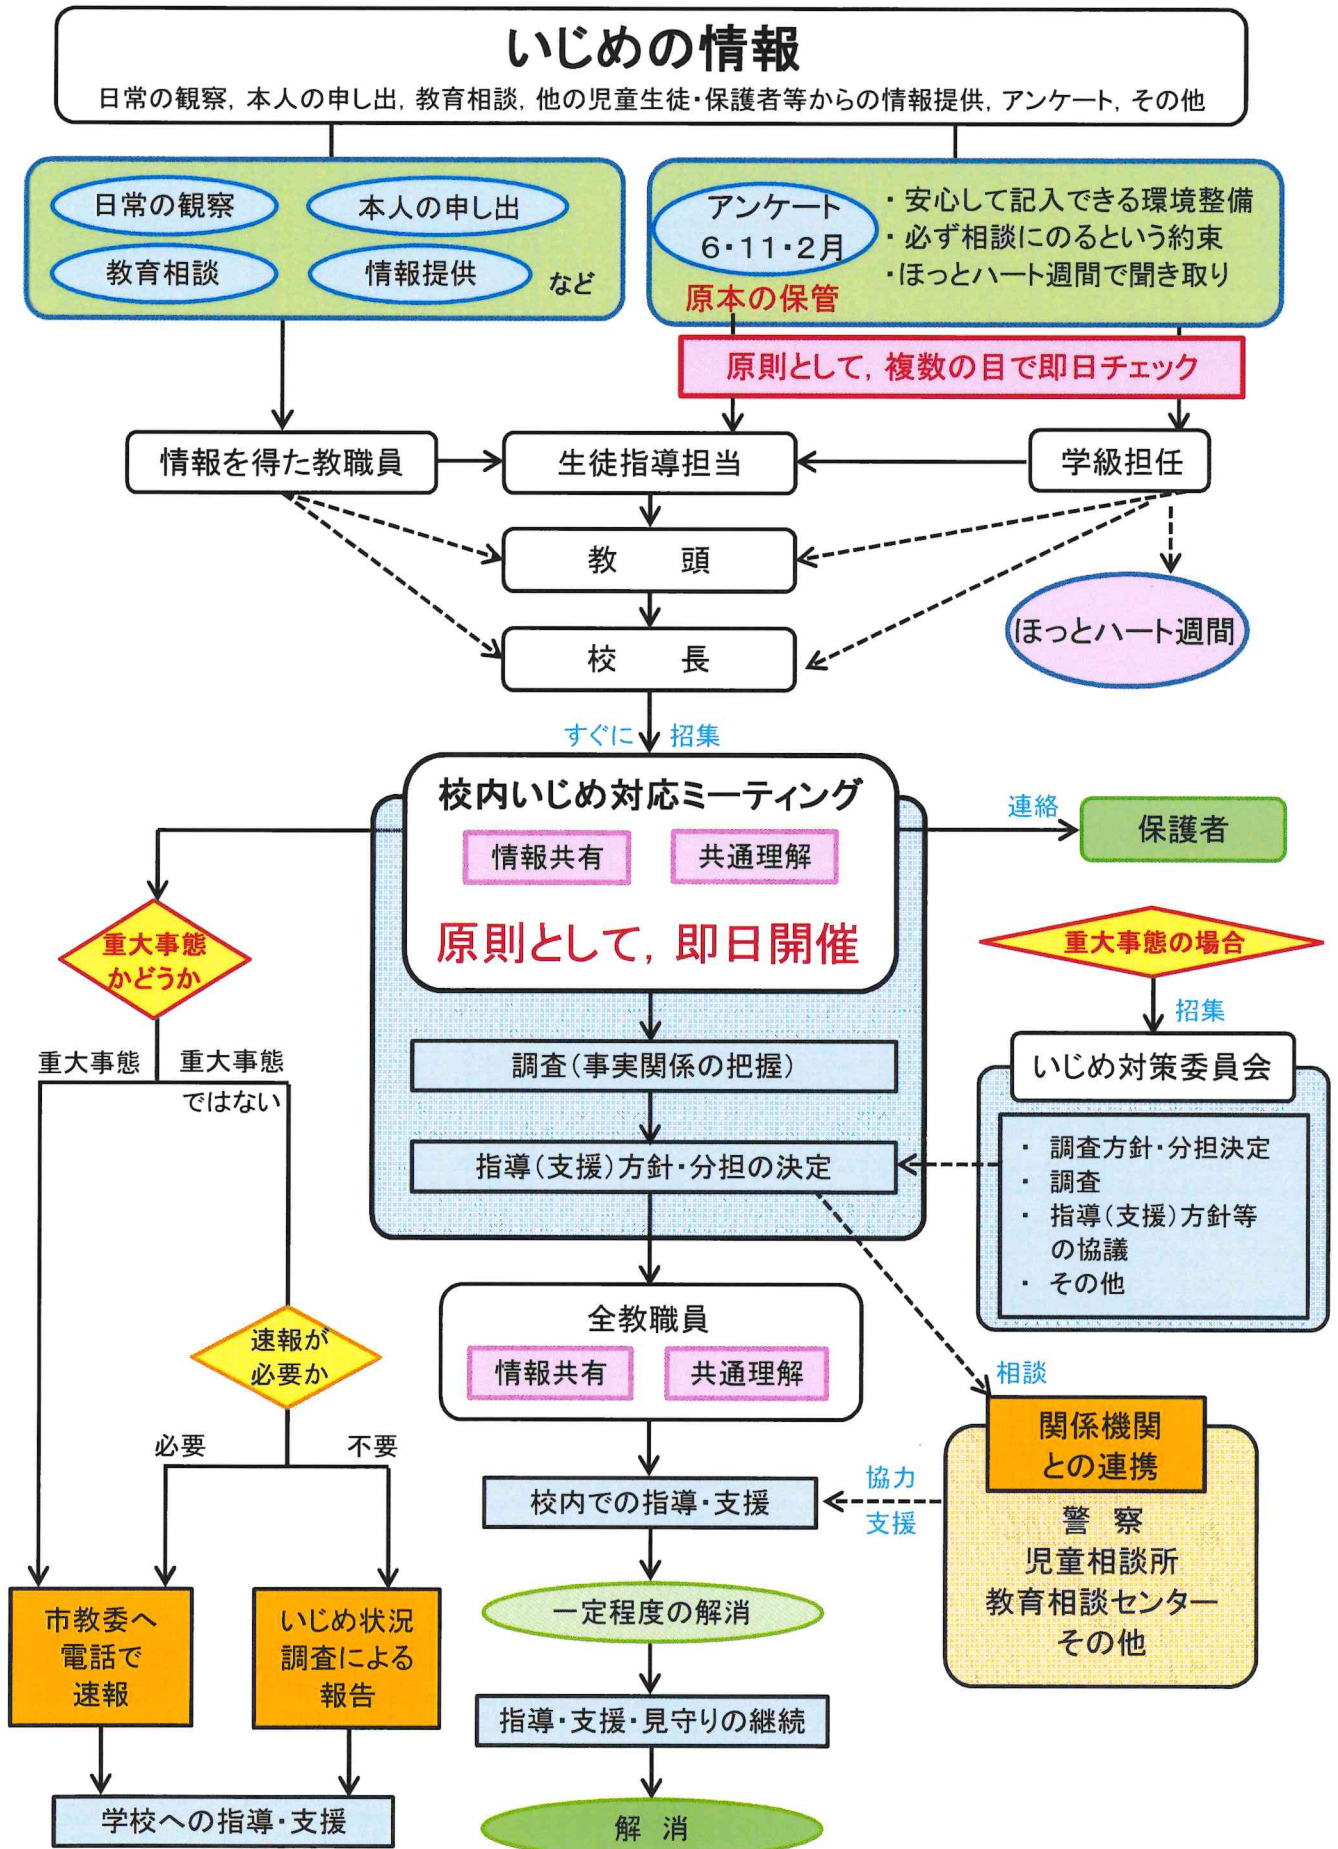 いじめの情報
日常の観察，本人の申し出，教育相談，他の児童生徒・保護者等からの情報提供，アンケート，その他
日常の観察
本人の申し出
教育相談
情報提供
など
アンケート
６・１１・２月
原本の保管
・安心して記入できる環境整備
・必ず相談にのるという約束
・ほっとハート週間で聞き取り
原則として，複数の目で即日チェック
情報を得た教職員
生徒指導担当
学級担任
教　頭
校　長
ほっとハート週間
すぐに 招集
校内いじめ対応ミーティング
情報共有
共通理解
原則として，即日開催
連絡
保護者
重大事態
かどうか
重大事態の場合
招集
いじめ対策委員会
・ 調査方針・分担決定
・ 調査
・ 指導（支援）方針等
の協議
・ その他
調査（事実関係の把握）
指導（支援）方針・分担の決定
重大事態
重大事態
ではない
速報が
必要か
必要
不要
全教職員
情報共有
共通理解
相談
関係機関
との連携
警 察
児童相談所
教育相談センター
その他
協力
支援
校内での指導・支援
一定程度の解消
指導・支援・見守りの継続
解 消
市教委へ
電話で
速報
いじめ状況
調査による
報告
学校への指導・支援